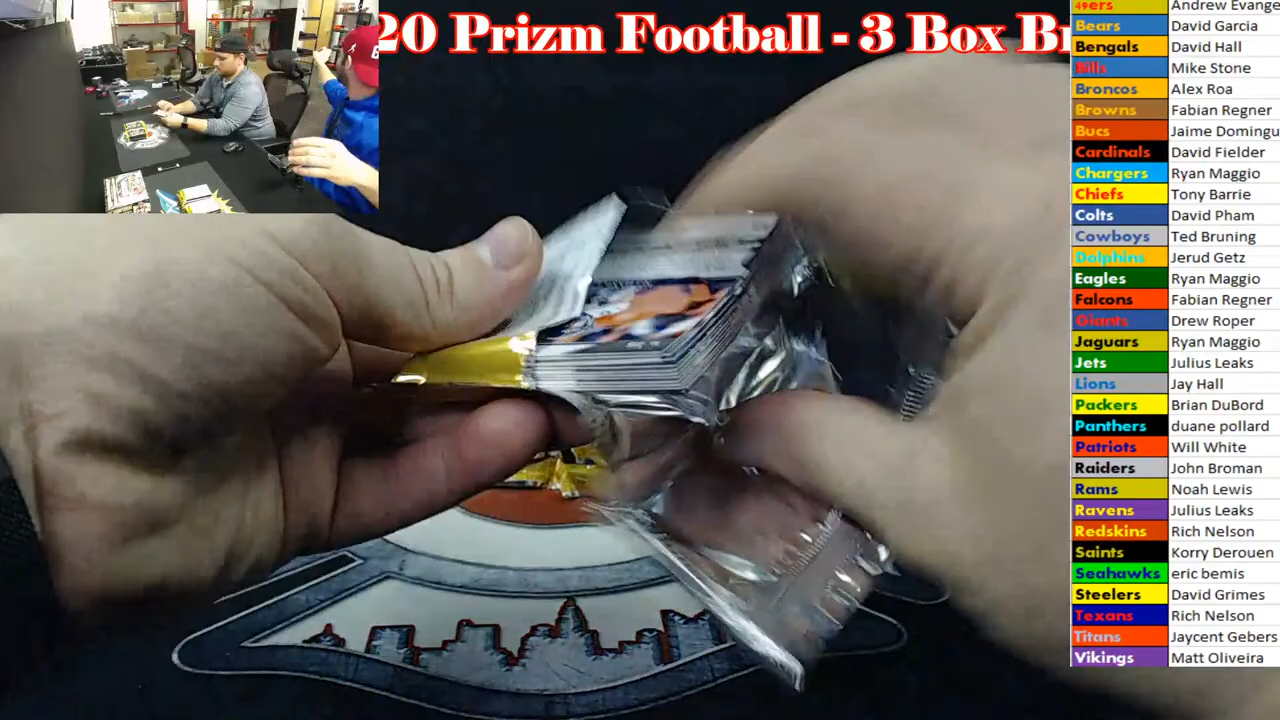 20 Prizm Football - 3 Box Br
49ers Andrew Evange
Bears David Garcia
Bengals David Hall
Bills Mike Stone
Broncos Alex Roa
Browns Fabian Regner
Bucs Jaime Domingu
Cardinals David Fielder
Chargers Ryan Maggio
Chiefs Tony Barrie
Colts David Pham
Cowboys Ted Bruning
Dolphins Jerud Getz
Eagles Ryan Maggio
Falcons Fabian Regner
Giants Drew Roper
Jaguars Ryan Maggio
Jets Julius Leaks
Lions Jay Hall
Packers Brian DuBord
Panthers duane pollard
Patriots Will White
Raiders John Broman
Rams Noah Lewis
Ravens Julius Leaks
Redskins Rich Nelson
Saints Korry Derouen
Seahawks eric bemis
Steelers David Grimes
Texans Rich Nelson
Titans Jaycent Gebers
Vikings Matt Oliveira